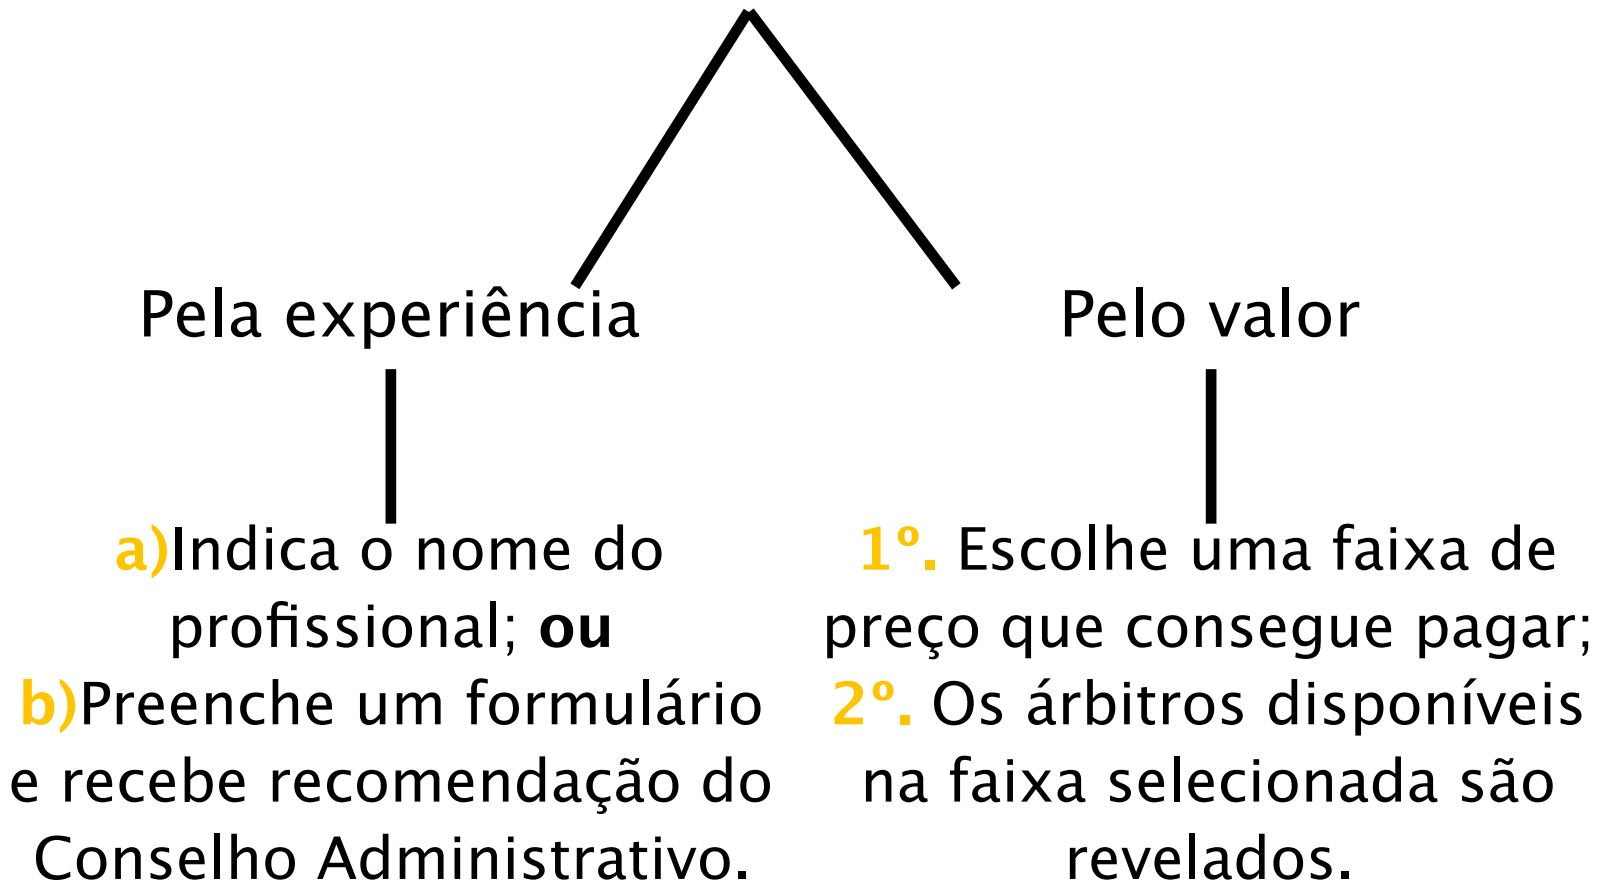 Pela experiência
a)Indica o nome do
profissional; ou
b)Preenche um formulário
e recebe recomendação do
Conselho Administrativo.
Pelo valor
1º. Escolhe uma faixa de
preço que consegue pagar;
2º. Os árbitros disponíveis
na faixa selecionada são
revelados.